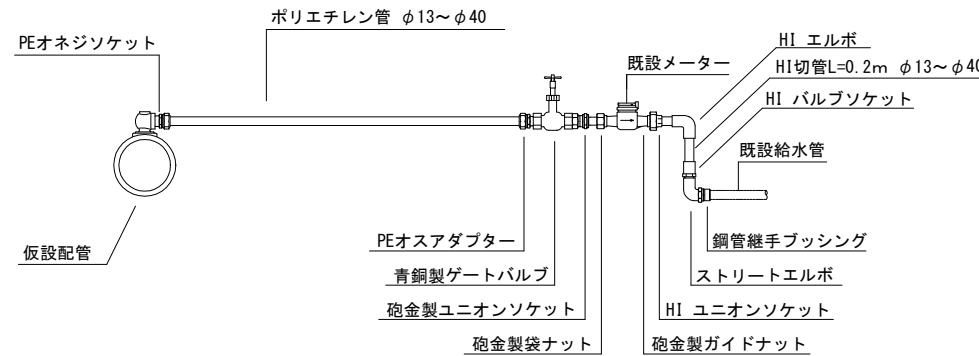 ポリエチレン管 φ13～φ40
PEオネジソケット
HI エルボ
既設メーター
HI切管L=0.2m φ13～φ40
HI バルブソケット
既設給水管
仮設配管
PEオスアダプター
鋼管継手ブッシング
青銅製ゲートバルブ
ストリートエルボ
砲金製ユニオンソケット
HI ユニオンソケット
砲金製袋ナット
砲金製ガイドナット